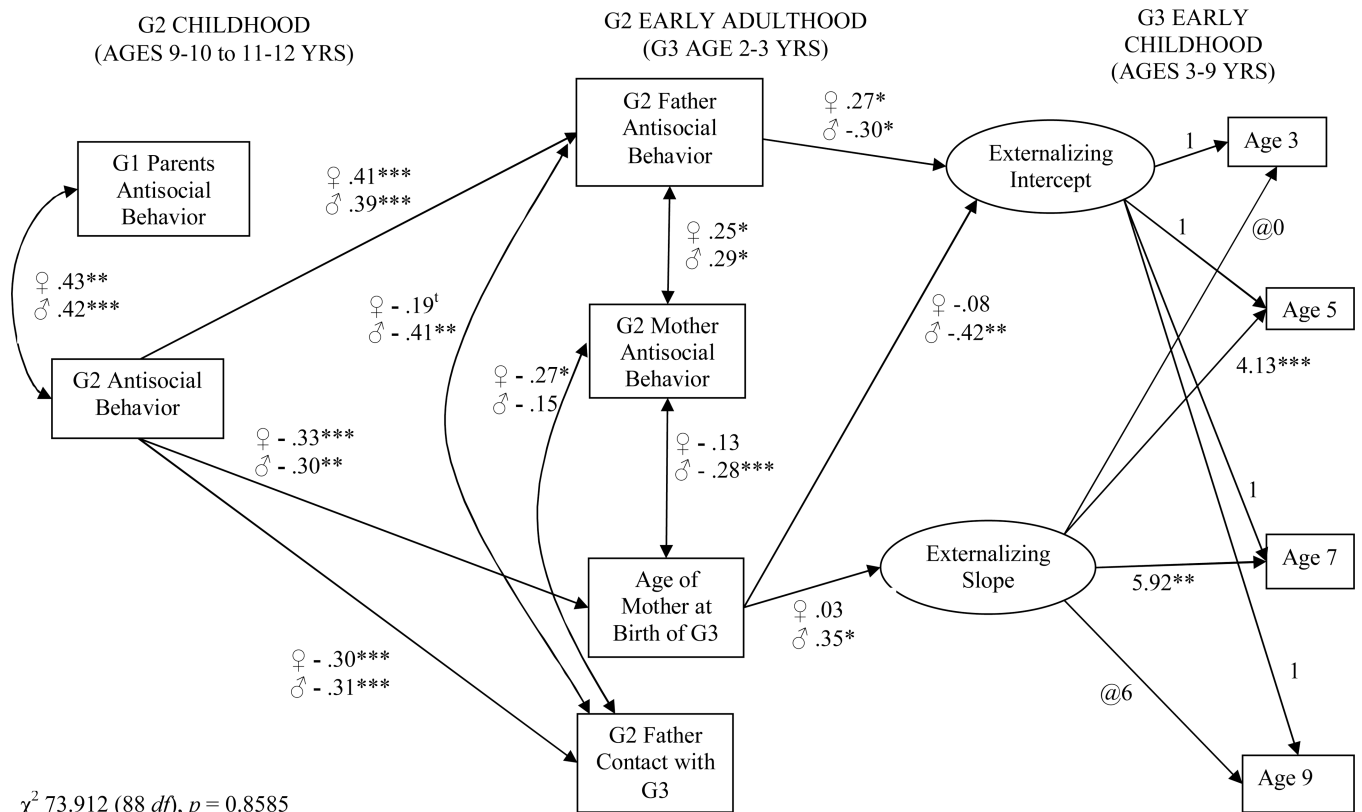 G2 CHILDHOOD
(AGES 9-10 to 11-12 YRS)
G2 EARLY ADULTHOOD
(G3 AGE 2-3 YRS)
G3 EARLY
CHILDHOOD
(AGES 3-9 YRS)
G1 Parents
Antisocial
Behavior
♀ .43**
♂ .42***
G2 Antisocial
Behavior
♀ .41***
♂ .39***
♀ - .33***
♂ - .30**
♀ - .30***
♂ - .31***
G2 Father
Antisocial
Behavior
♀ .25*
♂ .29*
♀ - .19ᵗ
♂ - .41**
G2 Mother
Antisocial
Behavior
♀ - .27*
♂ - .15
♀ - .13
♂ - .28***
Age of
Mother at
Birth of G3
G2 Father
Contact with
G3
♀ .27*
♂ -.30*
♀ -.08
♂ -.42**
♀ .03
♂ .35*
Externalizing
Intercept
Externalizing
Slope
1
@0
1
4.13***
1
5.92**
1
@6
Age 3
Age 5
Age 7
Age 9
χ² 73.912 (88 df), p = 0.8585